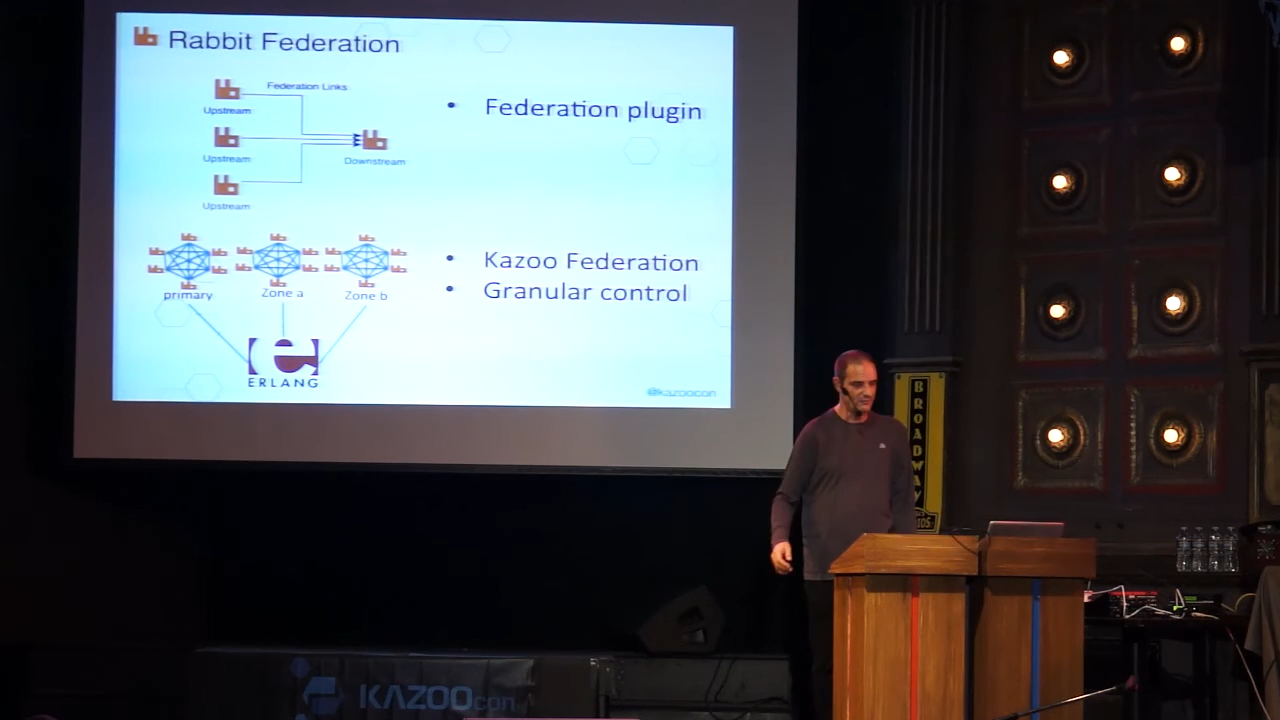 Rabbit Federation
Federation Links
Upstream
Upstream
Downstream
Upstream
• Federation plugin
primary
Zone a
Zone b
ERLANG
• Kazoo Federation
• Granular control
@kazoocon
BROADWAY
KAZOOcon